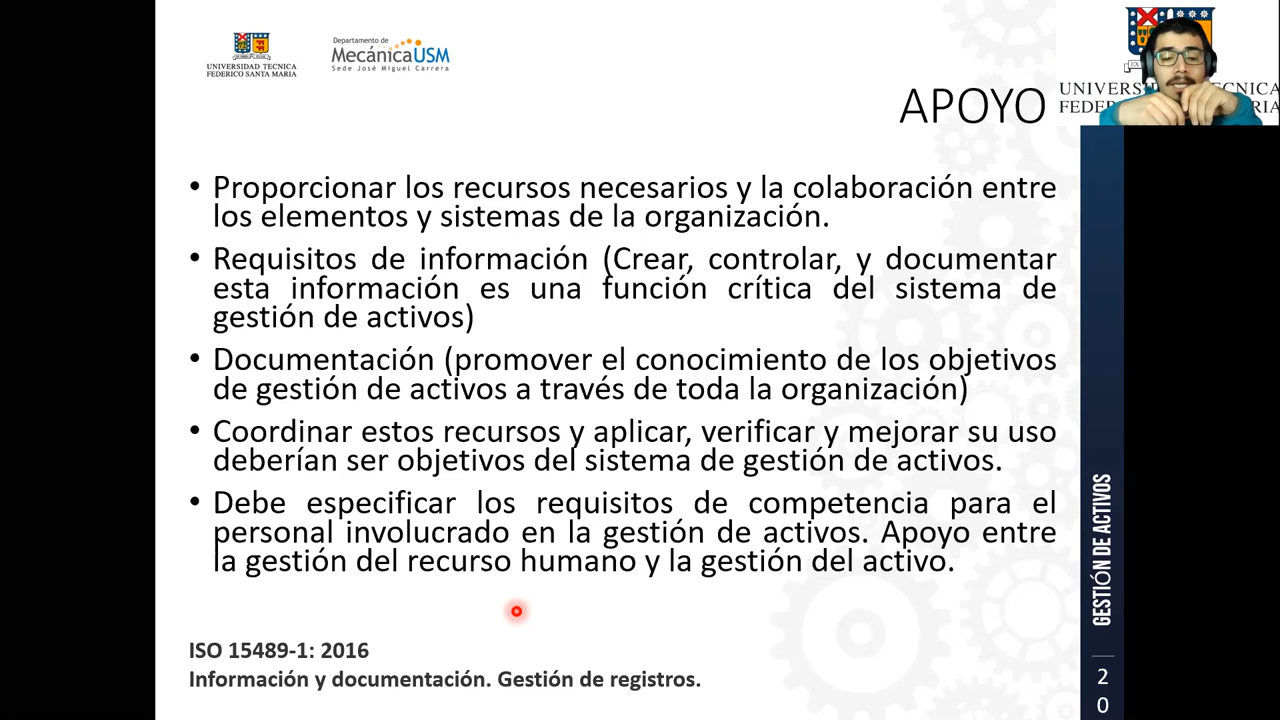 UNIVERSIDAD TECNICA
FEDERICO SANTA MARIA
Departamento de
MecánicaUSM
Sede José Miguel Carrera
APOYO
UNIVERS TECNICA
FEDER RIA
• Proporcionar los recursos necesarios y la colaboración entre
los elementos y sistemas de la organización.
• Requisitos de información (Crear, controlar, y documentar
esta información es una función crítica del sistema de
gestión de activos)
• Documentación (promover el conocimiento de los objetivos
de gestión de activos a través de toda la organización)
• Coordinar estos recursos y aplicar, verificar y mejorar su uso
deberían ser objetivos del sistema de gestión de activos.
• Debe especificar los requisitos de competencia para el
personal involucrado en la gestión de activos. Apoyo entre
la gestión del recurso humano y la gestión del activo.
ISO 15489-1: 2016
Información y documentación. Gestión de registros.
GESTIÓN DE ACTIVOS
2
0